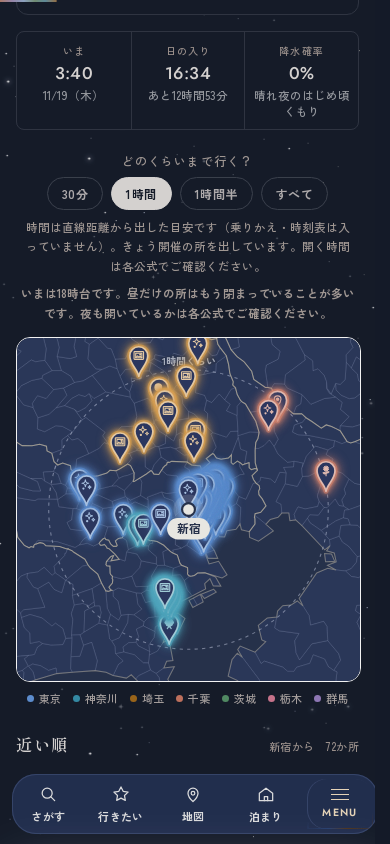 いま
3:40
11/19（木）
日の入り
16:34
あと12時間53分
降水確率
0%
晴れ夜のはじめ頃
くもり
どのくらいまで行く？
30分
1時間
1時間半
すべて
時間は直線距離から出した目安です（乗りかえ・時刻表は入
っていません）。きょう開催の所を出しています。開く時間
は各公式でご確認ください。
いまは18時台です。昼だけの所はもう閉まっていることが多い
です。夜も開いているかは各公式でご確認ください。
1時間くらい
新宿
東京
神奈川
埼玉
千葉
茨城
栃木
群馬
近い順
新宿から 72か所
さがす
行きたい
地図
泊まり
MENU